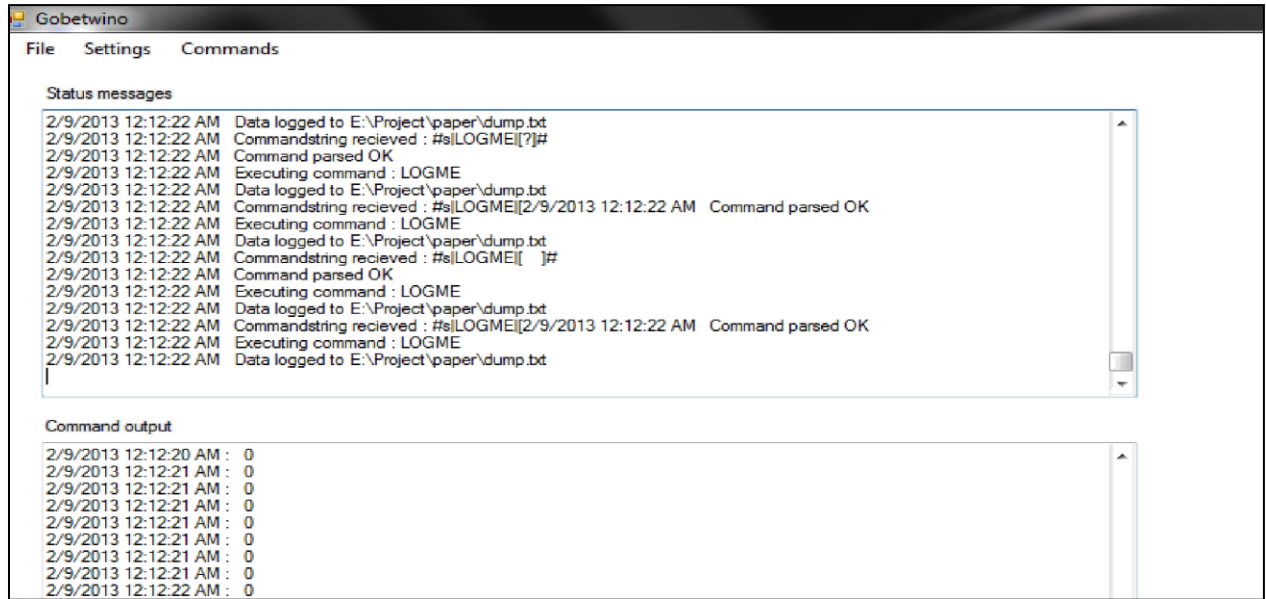 Gobetwino
File Settings Commands
Status messages
2/9/2013 12:12:22 AM Data logged to E:\Project\paper\dump.txt
2/9/2013 12:12:22 AM Commandstring recieved : #s|LOGME|[?]#
2/9/2013 12:12:22 AM Command parsed OK
2/9/2013 12:12:22 AM Executing command : LOGME
2/9/2013 12:12:22 AM Data logged to E:\Project\paper\dump.txt
2/9/2013 12:12:22 AM Commandstring recieved : #s|LOGME|[2/9/2013 12:12:22 AM Command parsed OK
2/9/2013 12:12:22 AM Executing command : LOGME
2/9/2013 12:12:22 AM Data logged to E:\Project\paper\dump.txt
2/9/2013 12:12:22 AM Commandstring recieved : #s|LOGME|[ ]#
2/9/2013 12:12:22 AM Command parsed OK
2/9/2013 12:12:22 AM Executing command : LOGME
2/9/2013 12:12:22 AM Data logged to E:\Project\paper\dump.txt
2/9/2013 12:12:22 AM Commandstring recieved : #s|LOGME|[2/9/2013 12:12:22 AM Command parsed OK
2/9/2013 12:12:22 AM Executing command : LOGME
2/9/2013 12:12:22 AM Data logged to E:\Project\paper\dump.txt
Command output
2/9/2013 12:12:20 AM : 0
2/9/2013 12:12:21 AM : 0
2/9/2013 12:12:21 AM : 0
2/9/2013 12:12:21 AM : 0
2/9/2013 12:12:21 AM : 0
2/9/2013 12:12:21 AM : 0
2/9/2013 12:12:21 AM : 0
2/9/2013 12:12:21 AM : 0
2/9/2013 12:12:22 AM : 0